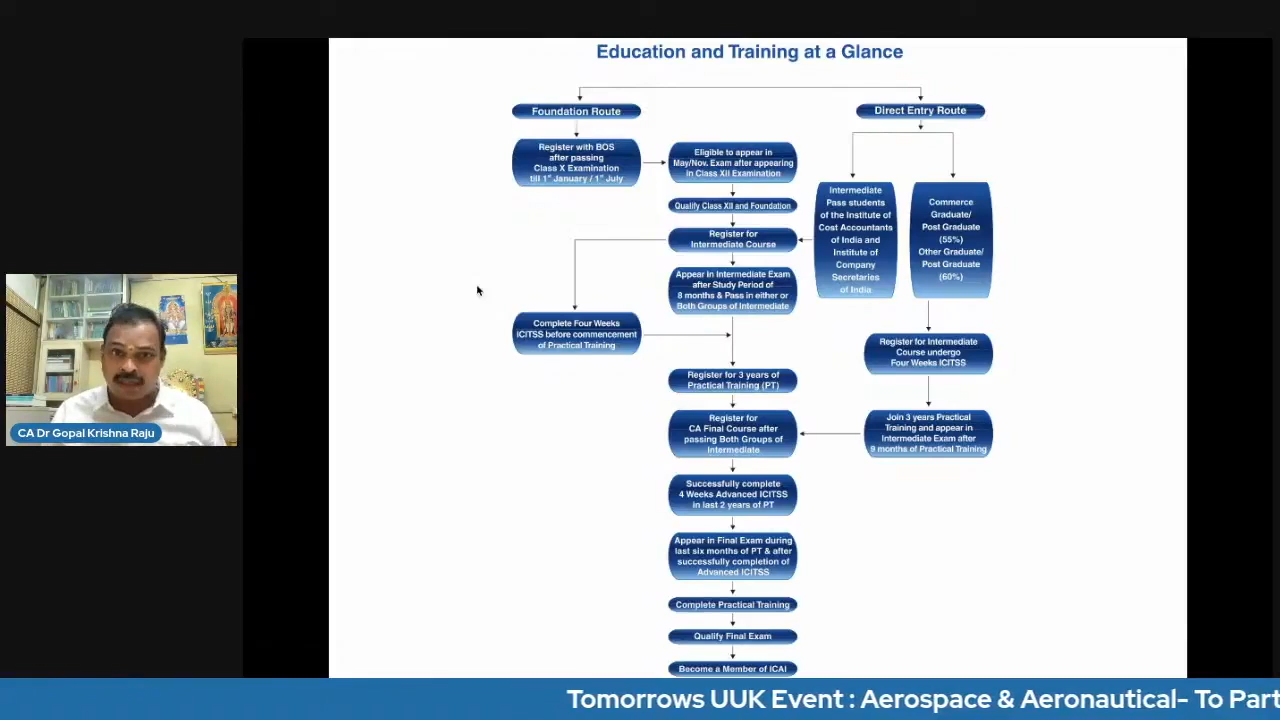 Education and Training at a Glance
Foundation Route
Direct Entry Route
Register with BOS
after passing
Class X Examination
till 1st January / 1st July
Eligible to appear in
May/Nov. Exam after appearing
in Class XII Examination
Qualify Class XII and Foundation
Register for
Intermediate Course
Appear in Intermediate Exam
after Study Period of
8 months & Pass in either or
Both Groups of Intermediate
Intermediate
Pass students
of the Institute of
Cost Accountants
of India and
Institute of
Company
Secretaries
of India
Commerce
Graduate/
Post Graduate
(55%)
Other Graduate/
Post Graduate
(60%)
Complete Four Weeks
ICITSS before commencement
of Practical Training
Register for Intermediate
Course undergo
Four Weeks ICITSS
Register for 3 years of
Practical Training (PT)
Register for
CA Final Course after
passing Both Groups of
Intermediate
Join 3 years Practical
Training and appear in
Intermediate Exam after
9 months of Practical Training
Successfully complete
4 Weeks Advanced ICITSS
in last 2 years of PT
Appear in Final Exam during
last six months of PT & after
successfully completion of
Advanced ICITSS
Complete Practical Training
Qualify Final Exam
Become a Member of ICAI
CA Dr Gopal Krishna Raju
Tomorrows UUK Event : Aerospace & Aeronautical- To Part